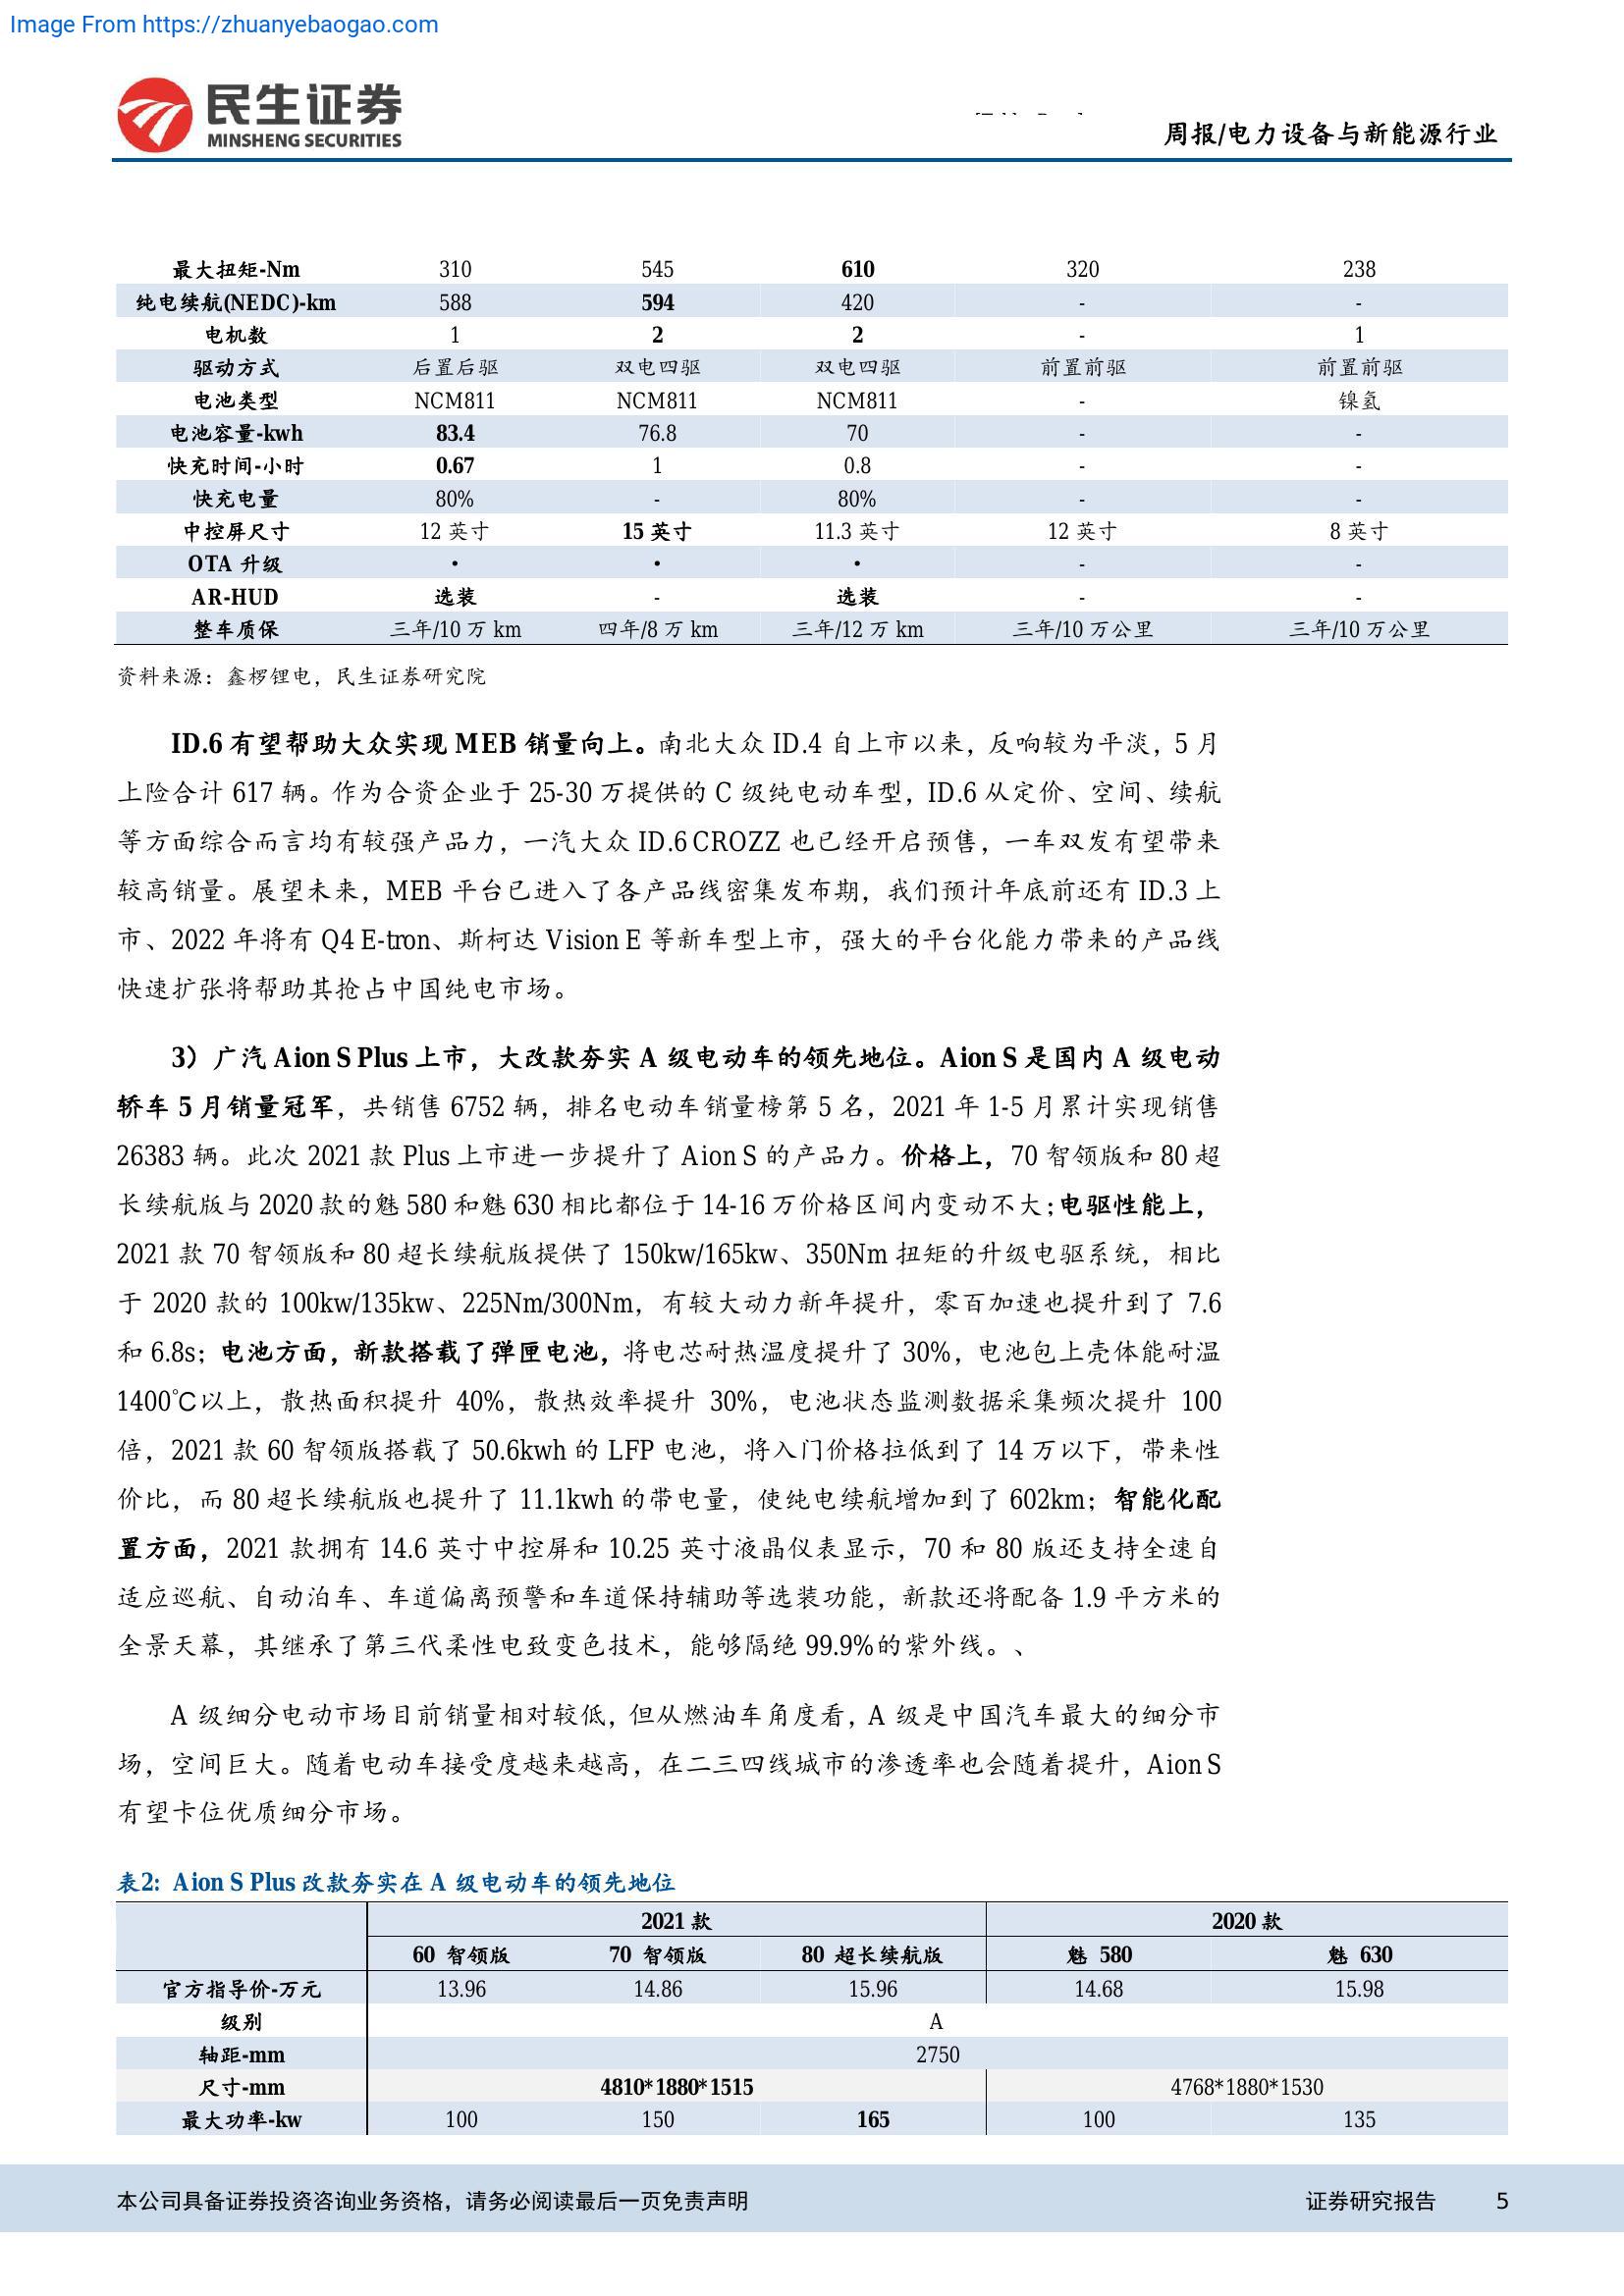 Image From https://zhuanyebaogao.com
民生证券
MINSHENG SECURITIES
周报/电力设备与新能源行业
最大扭矩-Nm 310 545 610 320 238
纯电续航(NEDC)-km 588 594 420 - -
电机数 1 2 2 - 1
驱动方式 后置后驱 双电四驱 双电四驱 前置前驱 前置前驱
电池类型 NCM811 NCM811 NCM811 - 镍氢
电池容量-kwh 83.4 76.8 70 - -
快充时间-小时 0.67 1 0.8 - -
快充电量 80% - 80% - -
中控屏尺寸 12 英寸 15 英寸 11.3 英寸 12 英寸 8 英寸
OTA 升级 · · · - -
AR-HUD 选装 - 选装 - -
整车质保 三年/10 万 km 四年/8 万 km 三年/12 万 km 三年/10 万公里 三年/10 万公里
资料来源：鑫椤锂电，民生证券研究院
ID.6 有望帮助大众实现 MEB 销量向上。南北大众 ID.4 自上市以来，反响较为平淡，5 月
上险合计 617 辆。作为合资企业于 25-30 万提供的 C 级纯电动车型，ID.6 从定价、空间、续航
等方面综合而言均有较强产品力，一汽大众 ID.6 CROZZ 也已经开启预售，一车双发有望带来
较高销量。展望未来，MEB 平台已进入了各产品线密集发布期，我们预计年底前还有 ID.3 上
市、2022 年将有 Q4 E-tron、斯柯达 Vision E 等新车型上市，强大的平台化能力带来的产品线
快速扩张将帮助其抢占中国纯电市场。
3）广汽 Aion S Plus 上市，大改款夯实 A 级电动车的领先地位。Aion S 是国内 A 级电动
轿车 5 月销量冠军，共销售 6752 辆，排名电动车销量榜第 5 名，2021 年 1-5 月累计实现销售
26383 辆。此次 2021 款 Plus 上市进一步提升了 Aion S 的产品力。价格上，70 智领版和 80 超
长续航版与 2020 款的魅 580 和魅 630 相比都位于 14-16 万价格区间内变动不大；电驱性能上，
2021 款 70 智领版和 80 超长续航版提供了 150kw/165kw、350Nm 扭矩的升级电驱系统，相比
于 2020 款的 100kw/135kw、225Nm/300Nm，有较大动力新年提升，零百加速也提升到了 7.6
和 6.8s；电池方面，新款搭载了弹匣电池，将电芯耐热温度提升了 30%，电池包上壳体能耐温
1400℃以上，散热面积提升 40%，散热效率提升 30%，电池状态监测数据采集频次提升 100
倍，2021 款 60 智领版搭载了 50.6kwh 的 LFP 电池，将入门价格拉低到了 14 万以下，带来性
价比，而 80 超长续航版也提升了 11.1kwh 的带电量，使纯电续航增加到了 602km；智能化配
置方面，2021 款拥有 14.6 英寸中控屏和 10.25 英寸液晶仪表显示，70 和 80 版还支持全速自
适应巡航、自动泊车、车道偏离预警和车道保持辅助等选装功能，新款还将配备 1.9 平方米的
全景天幕，其继承了第三代柔性电致变色技术，能够隔绝 99.9%的紫外线。、
A 级细分电动市场目前销量相对较低，但从燃油车角度看，A 级是中国汽车最大的细分市
场，空间巨大。随着电动车接受度越来越高，在二三四线城市的渗透率也会随着提升，Aion S
有望卡位优质细分市场。
表2：Aion S Plus 改款夯实在 A 级电动车的领先地位
2021 款 2020 款
60 智领版 70 智领版 80 超长续航版 魅 580 魅 630
官方指导价-万元 13.96 14.86 15.96 14.68 15.98
级别 A
轴距-mm 2750
尺寸-mm 4810*1880*1515 4768*1880*1530
最大功率-kw 100 150 165 100 135
本公司具备证券投资咨询业务资格，请务必阅读最后一页免责声明 证券研究报告 5